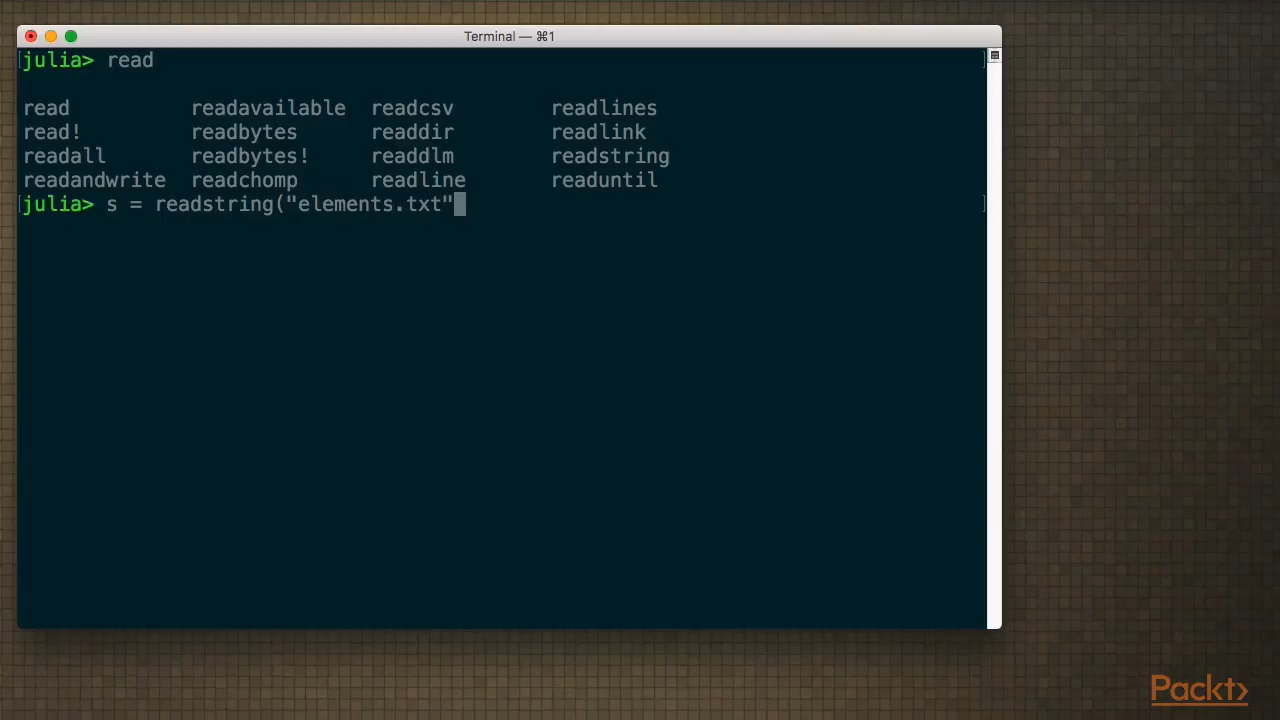 Terminal — ⌘1
julia> read
read readavailable readcsv readlines
read! readbytes readdir readlink
readall readbytes! readdlm readstring
readandwrite readchomp readline readuntil
julia> s = readstring("elements.txt"
Packt>